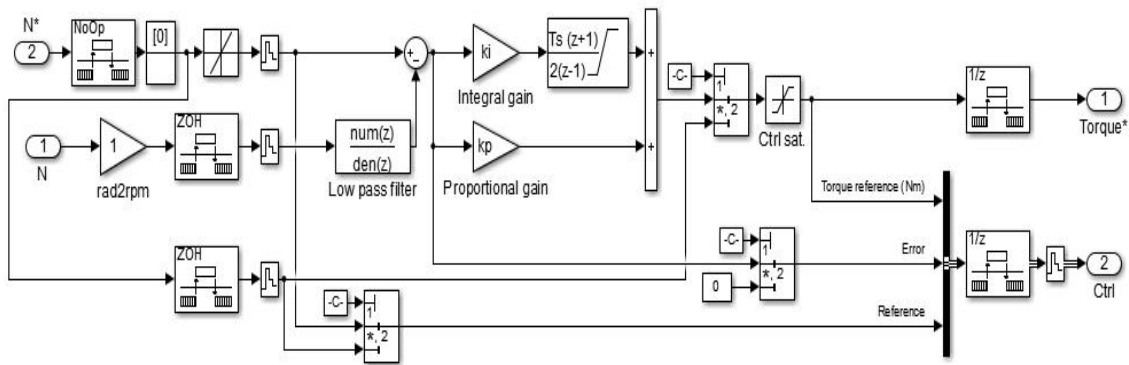 N*
2
NoOp
[0]
+
-
ki
Integral gain
Ts (z+1)
2(z-1)
+
-C-
1
*, 2
Ctrl sat.
1/z
1
Torque*
1
N
1
rad2rpm
ZOH
num(z)
den(z)
Low pass filter
kp
Proportional gain
+
Torque reference (Nm)
ZOH
-C-
1
*, 2
0
Error
1/z
2
Ctrl
-C-
1
*, 2
Reference